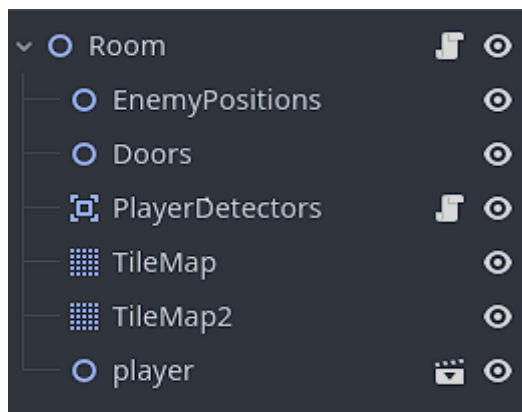 Room
EnemyPositions
Doors
PlayerDetectors
TileMap
TileMap2
player